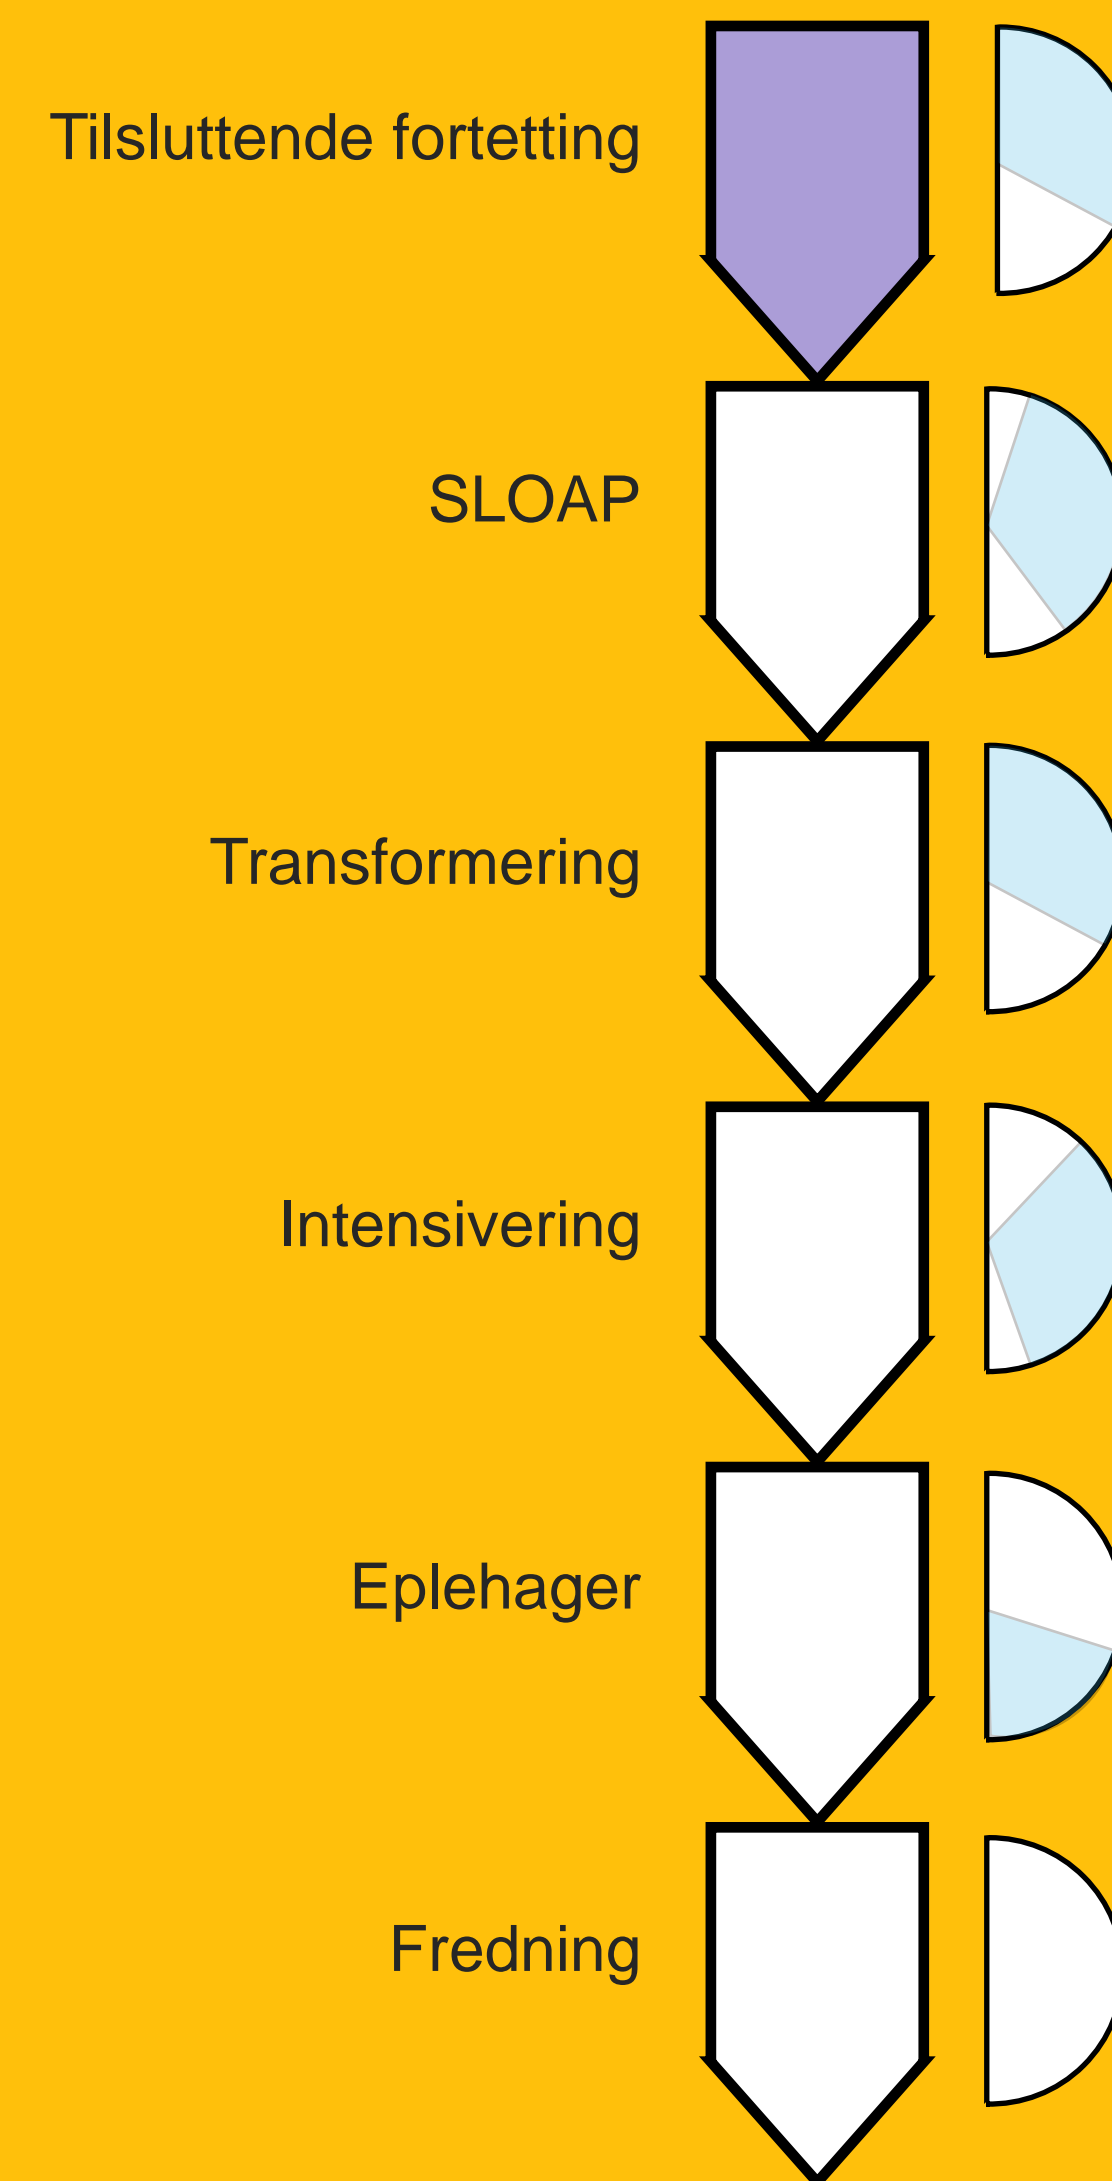 Tilsluttende fortetting
SLOAP
Transformering
Intensivering
Eplehager
Fredning